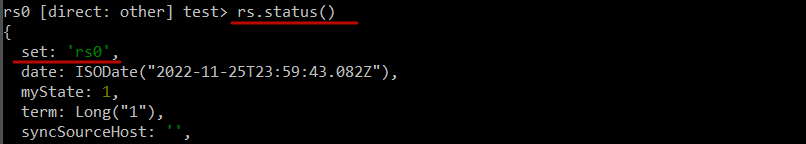 rs0 [direct: other] test> rs.status()
{
  set: 'rs0',
  date: ISODate("2022-11-25T23:59:43.082Z"),
  myState: 1,
  term: Long("1"),
  syncSourceHost: '',